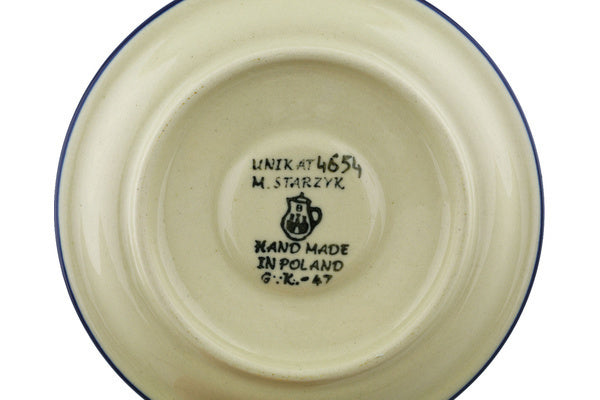 UNIKAT 4654
M. STARZYK
HAND MADE
IN POLAND
G.K.-47